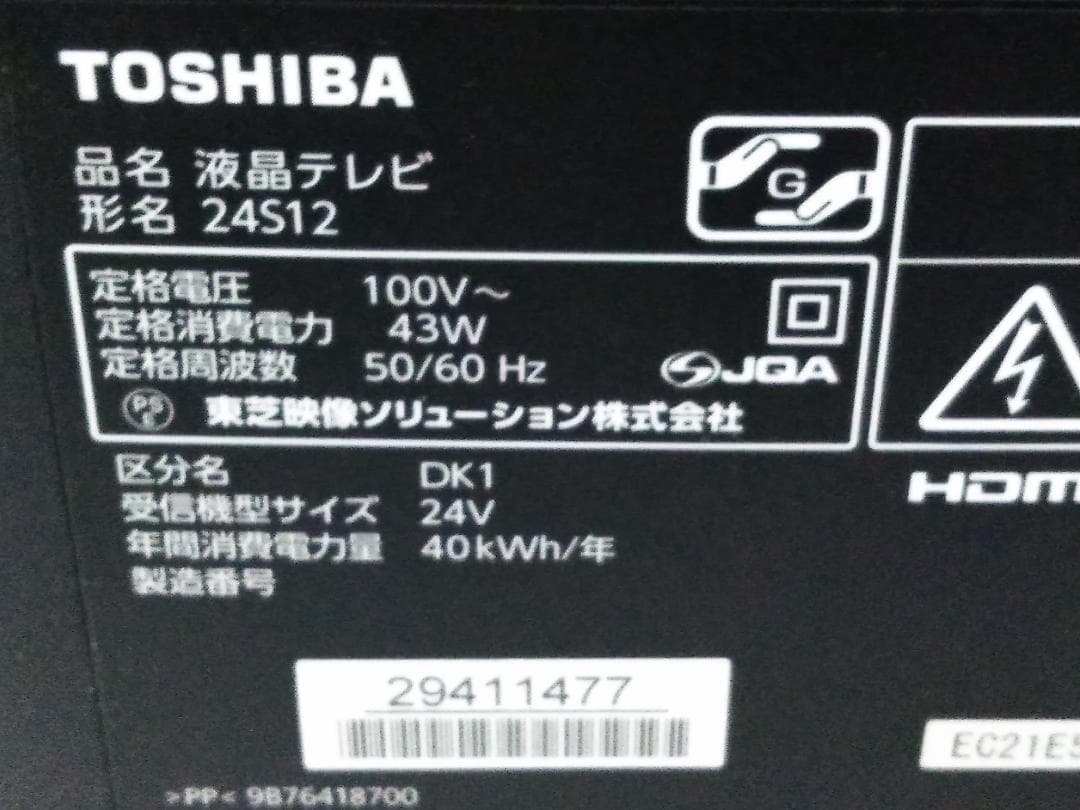 TOSHIBA
品名 液晶テレビ
形名 24S12
G
定格電圧 100V～
定格消費電力 43W
定格周波数 50/60 Hz
JQA
PS E 東芝映像ソリューション株式会社
HDMI
区分名 DK1
受信機型サイズ 24V
年間消費電力量 40kWh/年
製造番号
29411477
EC21E5
>PP< 9B76418700